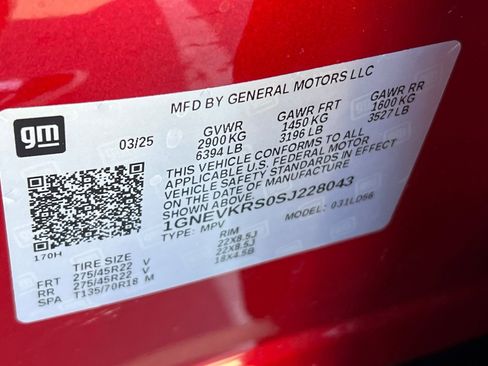 gm
MFD BY GENERAL MOTORS LLC
03/25 GVWR GAWR FRT GAWR RR
2900 KG 1450 KG 1600 KG
6394 LB 3196 LB 3527 LB
THIS VEHICLE CONFORMS TO ALL
APPLICABLE U.S. FEDERAL MOTOR
VEHICLE SAFETY STANDARDS IN EFFECT
ON THE DATE OF MANUFACTURE
1GNEVKRS0SJ228043
TYPE: MPV MODEL: 031LD56
170H
TIRE SIZE RIM
FRT 275/45R22 V 22X8.5J
RR 275/45R22 V 22X8.5J
SPA T135/70R18 M 18X4.5B